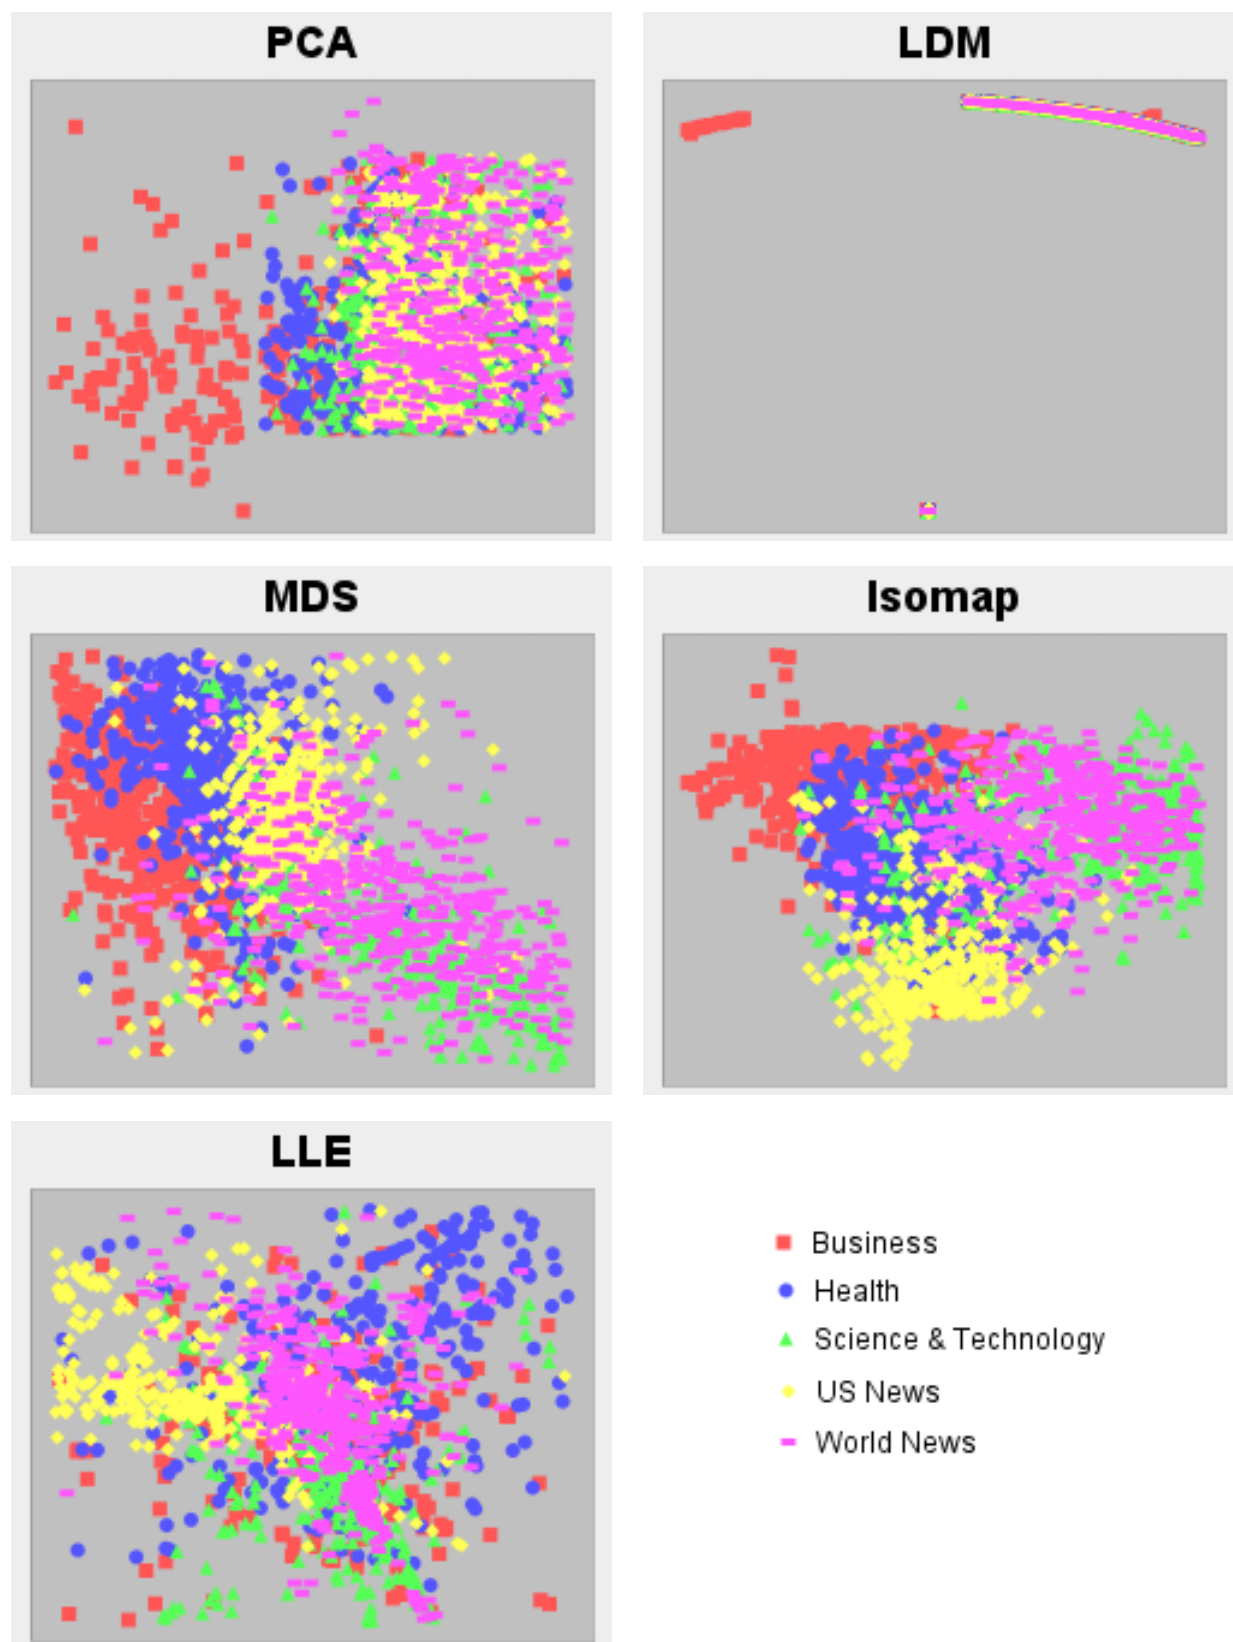 PCA
LDM
MDS
Isomap
LLE
Business
Health
Science & Technology
US News
World News